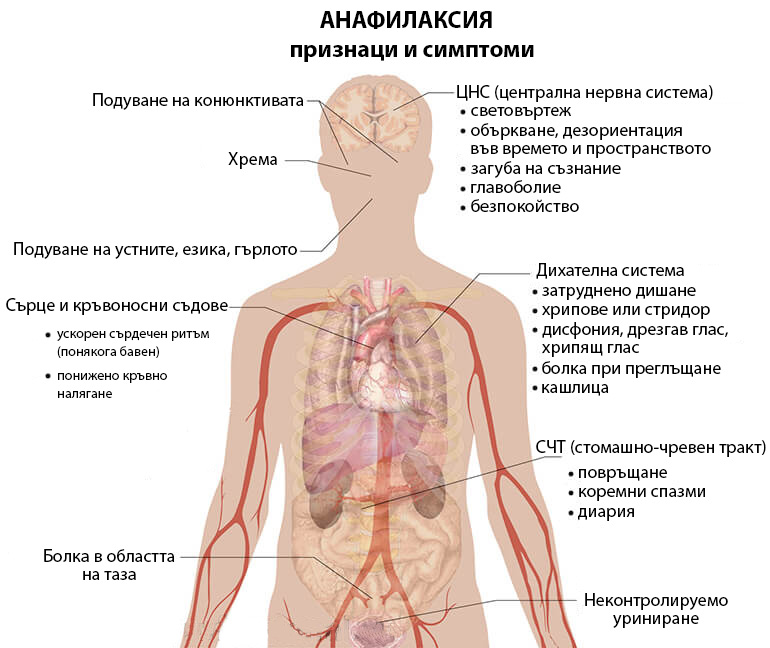 АНАФИЛАКСИЯ
признаци и симптоми
Подуване на конюнктивата
Хрема
Подуване на устните, езика, гърлото
Сърце и кръвоносни съдове
• ускорен сърдечен ритъм
(понякога бавен)
• понижено кръвно
налягане
Болка в областта
на таза
ЦНС (централна нервна система)
• световъртеж
• объркване, дезориентация
във времето и пространството
• загуба на съзнание
• главоболие
• безпокойство
Дихателна система
• затруднено дишане
• хрипове или стридор
• дисфония, дрезгав глас,
хрипящ глас
• болка при преглъщане
• кашлица
СЧТ (стомашно-чревен тракт)
• повръщане
• коремни спазми
• диария
Неконтролируемо
уриниране